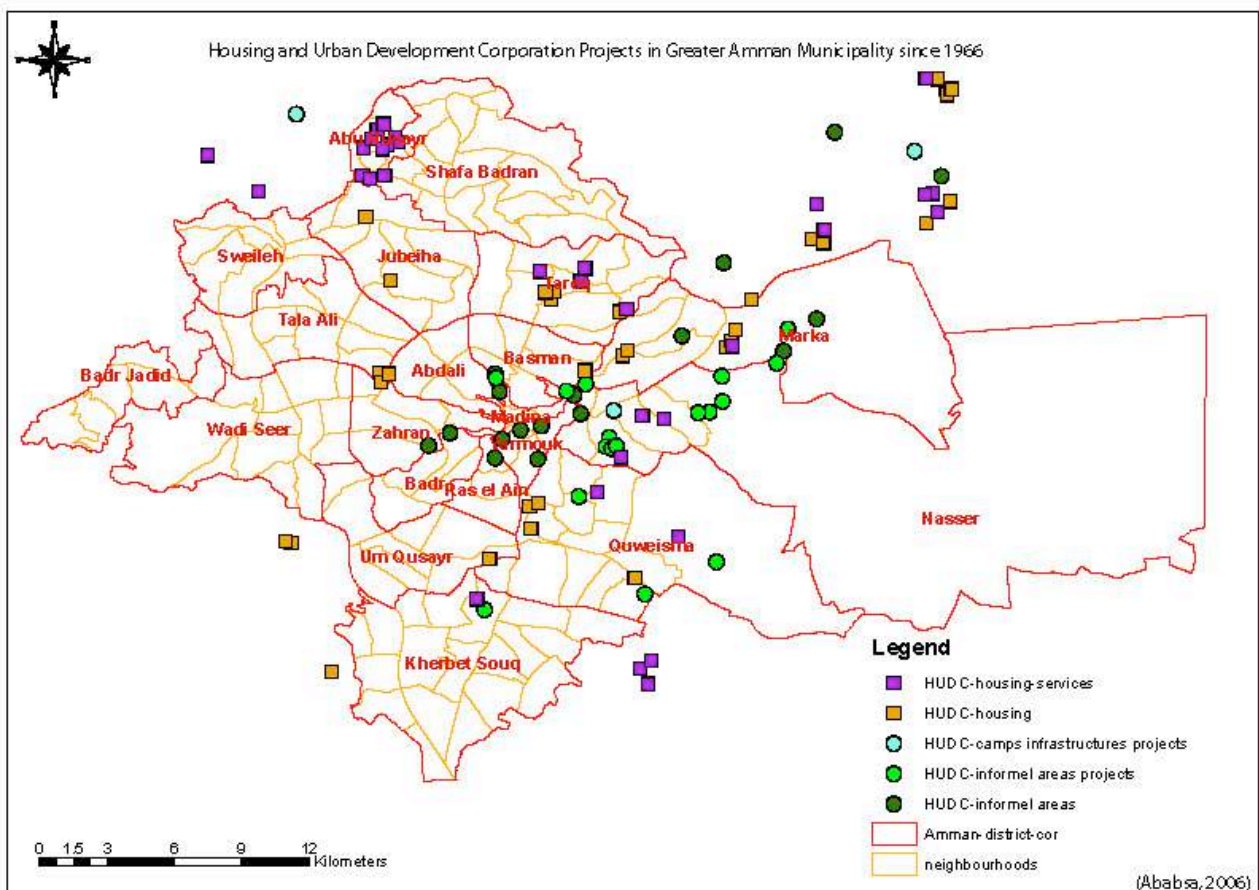 Housing and Urban Development Corporation Projects in Greater Amman Municipality since 1966
Shafa Badran
Sweileh
Jubeiha
Tareq
Tala Ali
Marka
Basman
Abdali
Badr Jadid
Madina
Wadi Seer
Zahran
Yarmouk
Badr
Ras el Ain
Nasser
Quweisma
Um Qusayr
Kherbet Souq
Legend
HUDC-housing-services
HUDC-housing
HUDC-camps infrastructures projects
HUDC-informel areas projects
HUDC-informel areas
Amman-district-cor
neighbourhoods
0 1.5 3 6 9 12
Kilometers
(Ababsa, 2006)